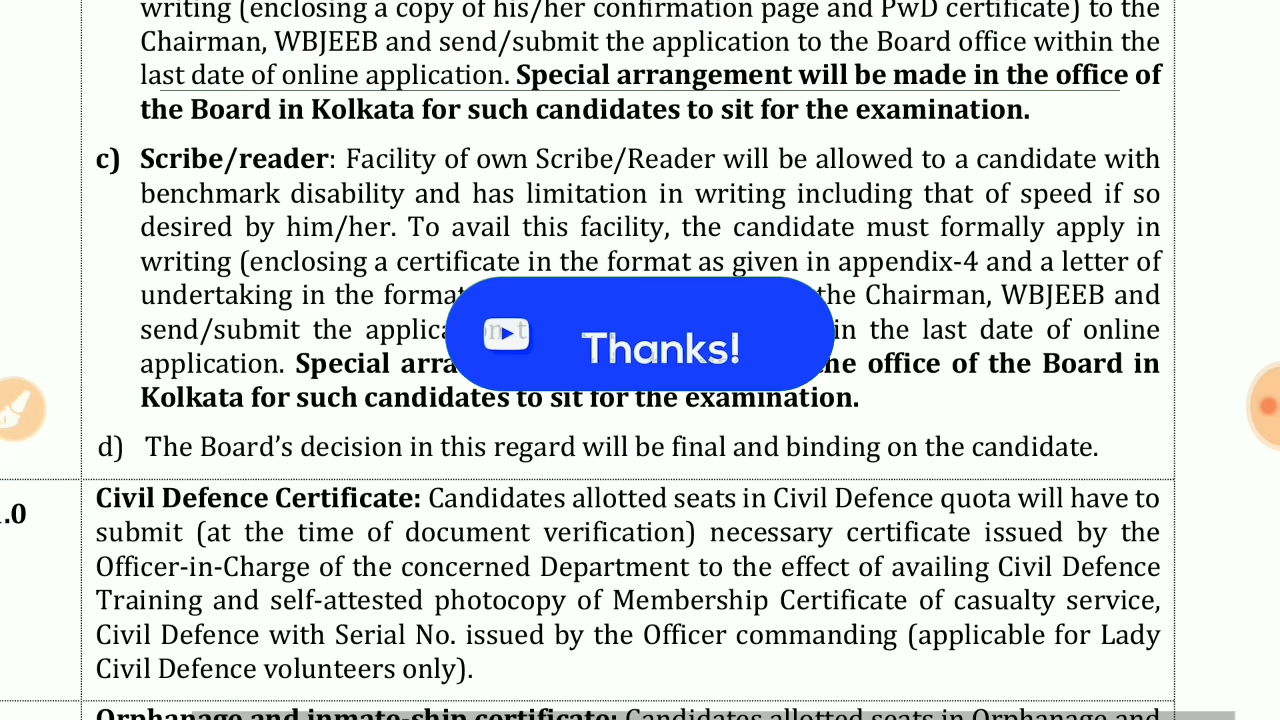 writing (enclosing a copy of his/her confirmation page and PwD certificate) to the
Chairman, WBJEEB and send/submit the application to the Board office within the
last date of online application. Special arrangement will be made in the office of
the Board in Kolkata for such candidates to sit for the examination.
c) Scribe/reader: Facility of own Scribe/Reader will be allowed to a candidate with
benchmark disability and has limitation in writing including that of speed if so
desired by him/her. To avail this facility, the candidate must formally apply in
writing (enclosing a certificate in the format as given in appendix-4 and a letter of
undertaking in the format the Chairman, WBJEEB and
send/submit the in the last date of online
Thanks!
application. Special office of the Board in
Kolkata for such candidates to sit for the examination.
d) The Board's decision in this regard will be final and binding on the candidate.
.0
Civil Defence Certificate: Candidates allotted seats in Civil Defence quota will have to
submit (at the time of document verification) necessary certificate issued by the
Officer-in-Charge of the concerned Department to the effect of availing Civil Defence
Training and self-attested photocopy of Membership Certificate of casualty service,
Civil Defence with Serial No. issued by the Officer commanding (applicable for Lady
Civil Defence volunteers only).
Orphanage and inmate-ship certificate: Candidates allotted seats in Orphanage and